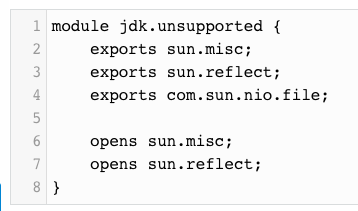 1 module jdk.unsupported {
2     exports sun.misc;
3     exports sun.reflect;
4     exports com.sun.nio.file;
5
6     opens sun.misc;
7     opens sun.reflect;
8 }